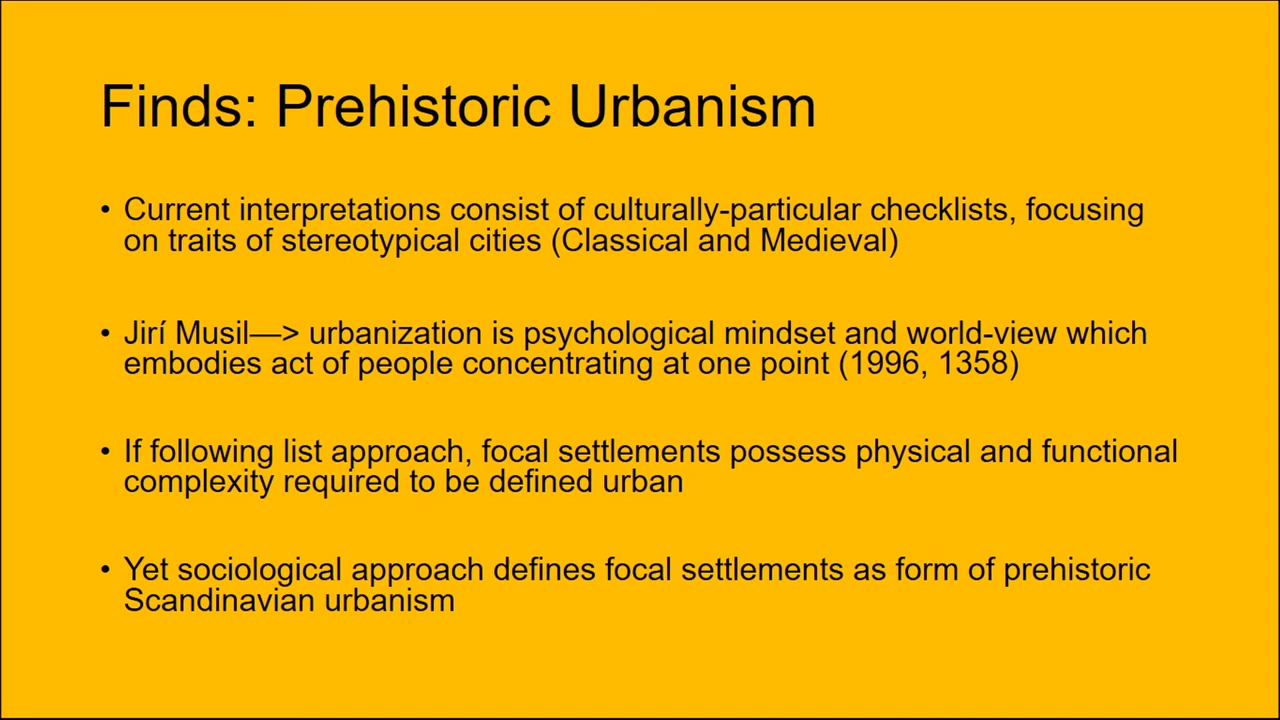 Finds: Prehistoric Urbanism
• Current interpretations consist of culturally-particular checklists, focusing
on traits of stereotypical cities (Classical and Medieval)
• Jirí Musil—> urbanization is psychological mindset and world-view which
embodies act of people concentrating at one point (1996, 1358)
• If following list approach, focal settlements possess physical and functional
complexity required to be defined urban
• Yet sociological approach defines focal settlements as form of prehistoric
Scandinavian urbanism